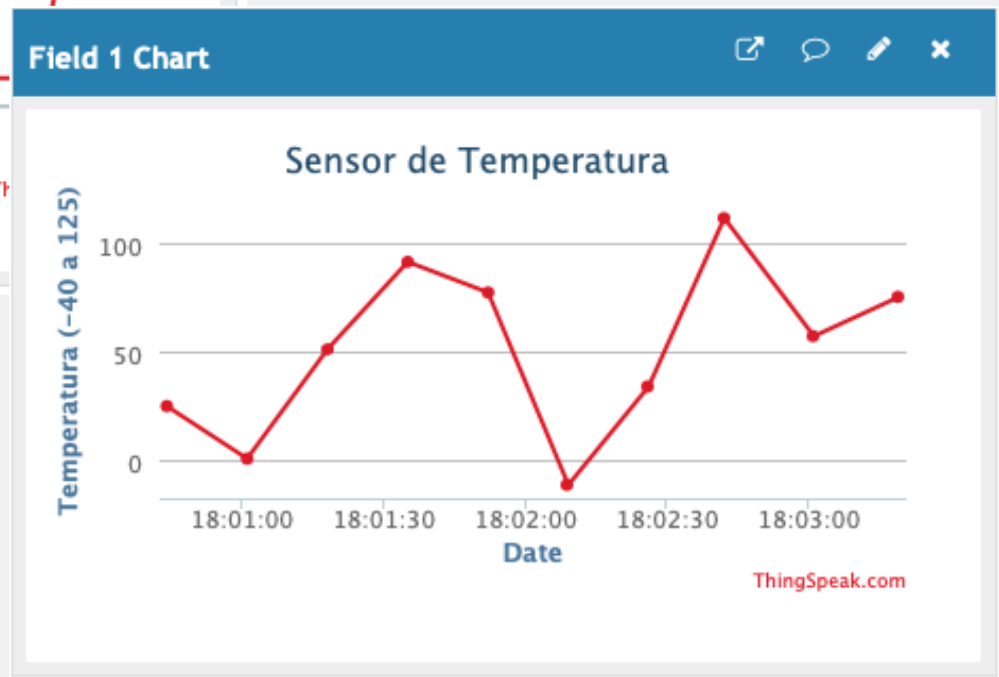 Field 1 Chart
Sensor de Temperatura
Temperatura (-40 a 125)
100
50
0
18:01:00 18:01:30 18:02:00 18:02:30 18:03:00
Date
ThingSpeak.com